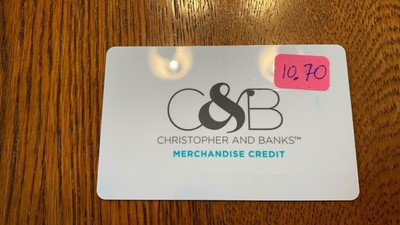 10.70
C&B
CHRISTOPHER AND BANKS™
MERCHANDISE CREDIT